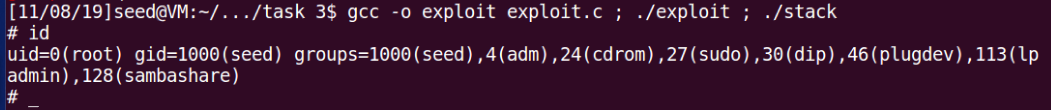 [11/08/19]seed@VM:~/.../task 3$ gcc -o exploit exploit.c ; ./exploit ; ./stack
# id
uid=0(root) gid=1000(seed) groups=1000(seed),4(adm),24(cdrom),27(sudo),30(dip),46(plugdev),113(lp
admin),128(sambashare)
# _